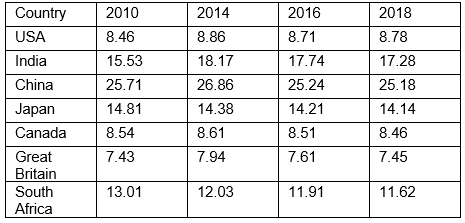 Country 2010 2014 2016 2018
USA 8.46 8.86 8.71 8.78
India 15.53 18.17 17.74 17.28
China 25.71 26.86 25.24 25.18
Japan 14.81 14.38 14.21 14.14
Canada 8.54 8.61 8.51 8.46
Great 7.43 7.94 7.61 7.45
Britain
South 13.01 12.03 11.91 11.62
Africa